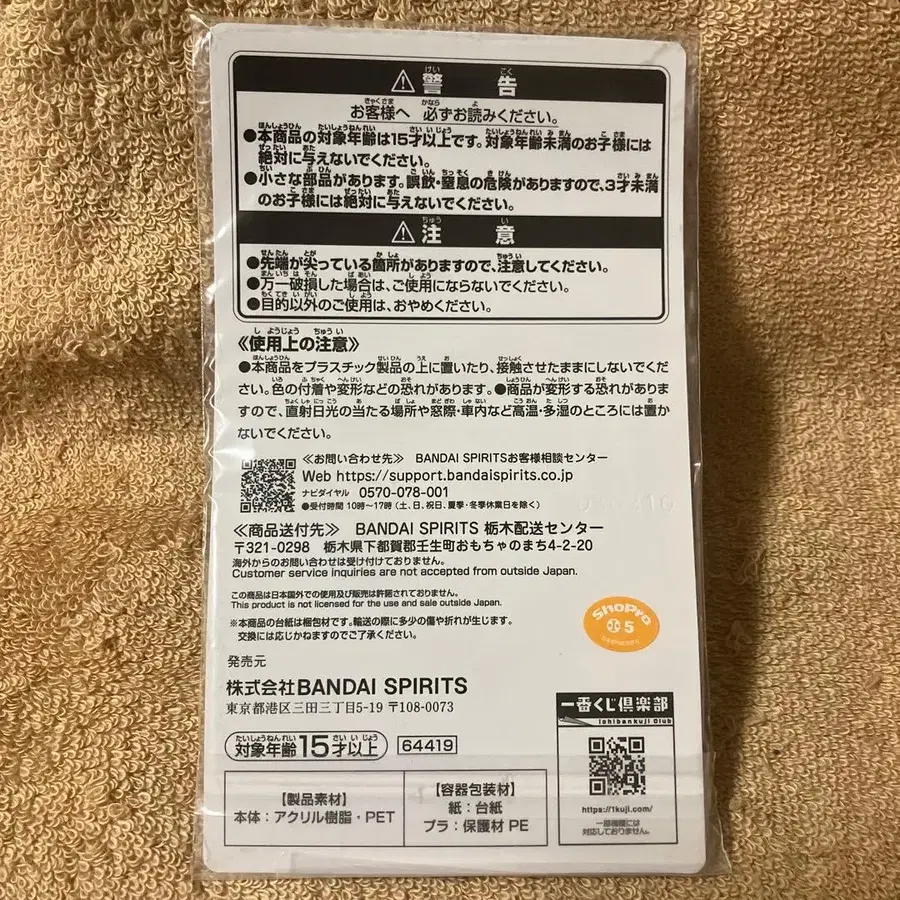 ⚠警告
お客様へ 必ずお読みください。
●本商品の対象年齢は15才以上です。対象年齢未満のお子様には
絶対に与えないでください。
●小さな部品があります。誤飲・窒息の危険がありますので、3才未満
のお子様には絶対に与えないでください。
⚠注意
●先端が尖っている箇所がありますので、注意してください。
●万一破損した場合は、ご使用にならないでください。
●目的以外のご使用は、おやめください。
《使用上の注意》
●本商品をプラスチック製品の上に置いたり、接触させたままにしないでくだ
さい。色の付着や変形などの恐れがあります。●商品が変形する恐れがありま
すので、直射日光の当たる場所や窓際・車内など高温・多湿のところには置か
ないでください。
《お問い合わせ先》 BANDAI SPIRITSお客様相談センター
Web https://support.bandaispirits.co.jp
ナビダイヤル 0570-078-001
●受付時間 10時〜17時(土、日、祝日、夏季・冬季休業日を除く)
《商品送付先》 BANDAI SPIRITS 栃木配送センター
〒321-0298 栃木県下都賀郡壬生町おもちゃのまち4-2-20
海外からのお問い合わせは受け付けておりません。
Customer service inquiries are not accepted from outside Japan.
この商品は日本国外での使用及び販売は許諾されておりません。
This product is not licensed for the use and sale outside Japan.
※本商品の台紙は梱包材です。輸送の際に多少の傷や折れが生じます。
交換には応じかねますのでご了承ください。
ShoPro
小5
発売元
株式会社BANDAI SPIRITS
東京都港区三田三丁目5-19 〒108-0073
対象年齢15才以上
64419
一番くじ倶楽部
Ichibankuji Club
https://1kuji.com/
一部機種には
対応しておりません。
【製品素材】
本体:アクリル樹脂・PET
【容器包装材】
紙:台紙
プラ:保護材 PE